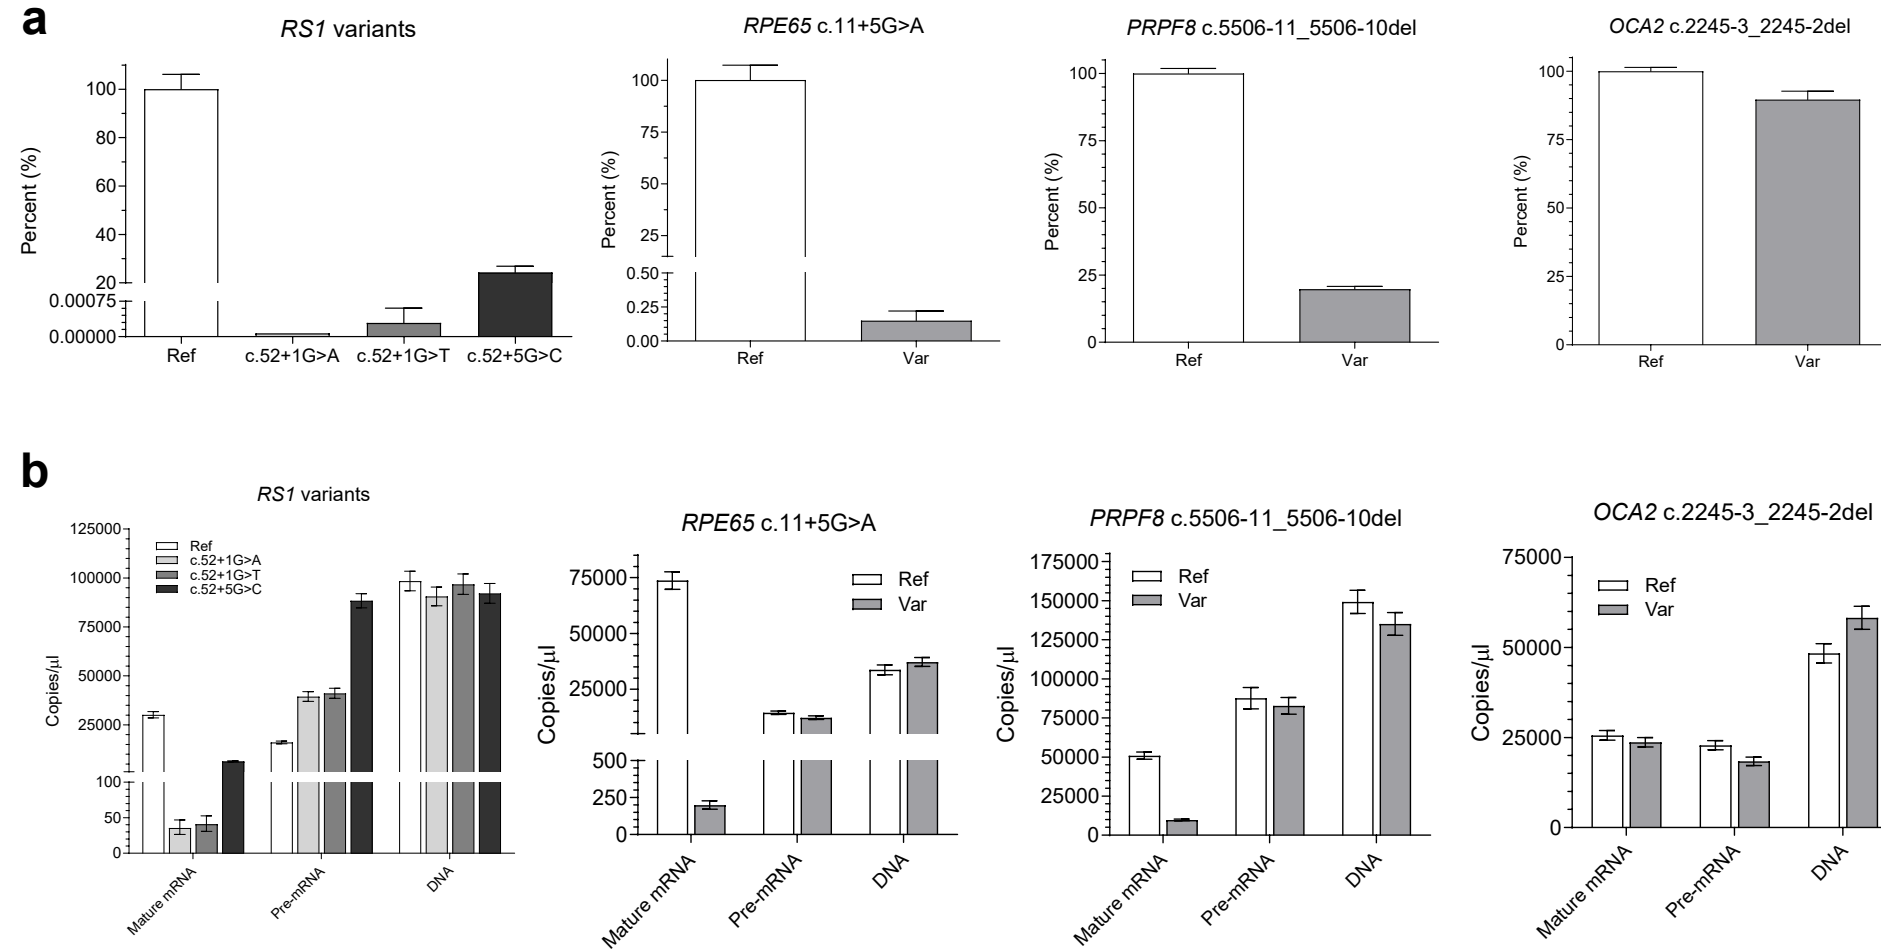 a
RS1 variants
Percent (%)
100
80
60
40
20
0.00075
0.00000
Ref
c.52+1G>A
c.52+1G>T
c.52+5G>C
RPE65 c.11+5G>A
Percent (%)
100
75
50
25
0.50
0.25
0.00
Ref
Var
PRPF8 c.5506-11_5506-10del
Percent (%)
100
75
50
25
0
Ref
Var
OCA2 c.2245-3_2245-2del
Percent (%)
100
75
50
25
0
Ref
Var
b
RS1 variants
Copies/µl
125000
100000
75000
50000
25000
100
50
0
Ref
c.52+1G>A
c.52+1G>T
c.52+5G>C
Mature mRNA
Pre-mRNA
DNA
RPE65 c.11+5G>A
Copies/µl
75000
50000
25000
500
250
0
Ref
Var
Mature mRNA
Pre-mRNA
DNA
PRPF8 c.5506-11_5506-10del
Copies/µl
175000
150000
125000
100000
75000
50000
25000
0
Ref
Var
Mature mRNA
Pre-mRNA
DNA
OCA2 c.2245-3_2245-2del
Copies/µl
75000
50000
25000
0
Ref
Var
Mature mRNA
Pre-mRNA
DNA